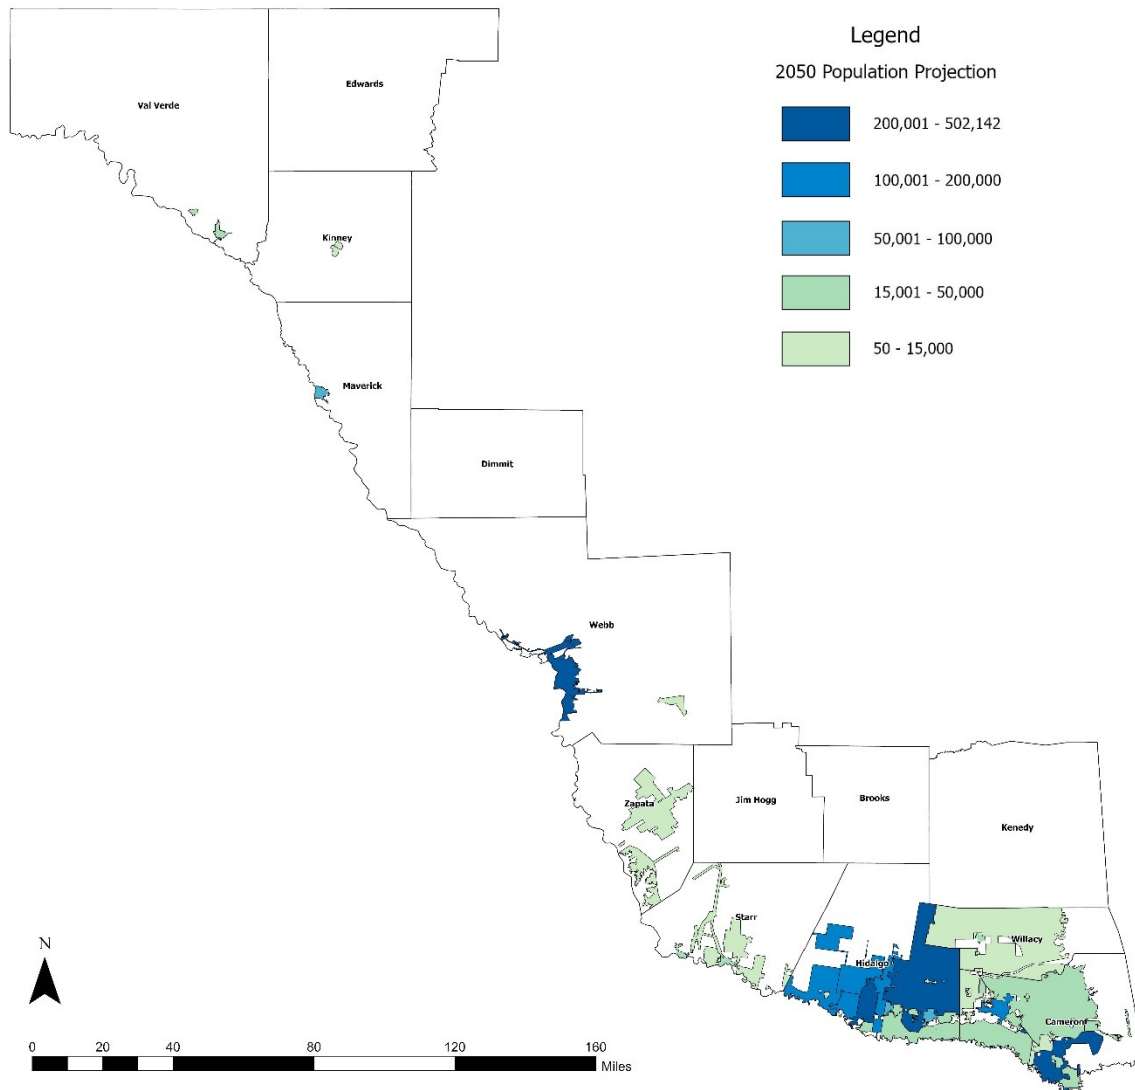 Legend
2050 Population Projection
200,001 - 502,142
100,001 - 200,000
50,001 - 100,000
15,001 - 50,000
50 - 15,000
Edwards
Val Verde
Kinney
Maverick
Dimmit
Webb
Zapata
Jim Hogg
Brooks
Kenedy
Starr
Hidalgo
Willacy
Cameron
N
0 20 40 80 120 160
Miles